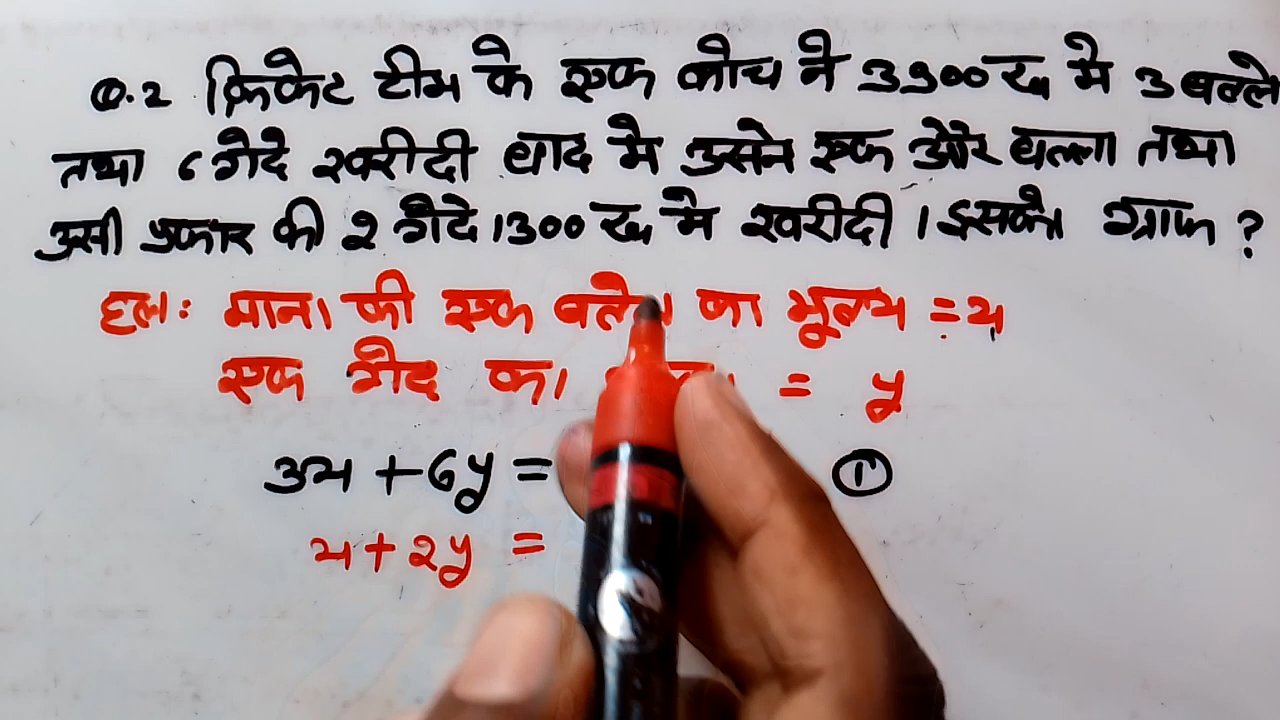 Q.2 क्रिकेट टीम के एक कोच ने 3900 रु मे 3 बल्ले
तथा 6 गेंदे खरीदी बाद मे उसने एक और बल्ला तथा
उसी प्रकार की 2 गेंदे 1300 रु मे खरीदी । इसको ग्राफ ?
हल: माना की एक का मूल्य = x
एक गेंद का = y
3x + 6y = ①
x + 2y =